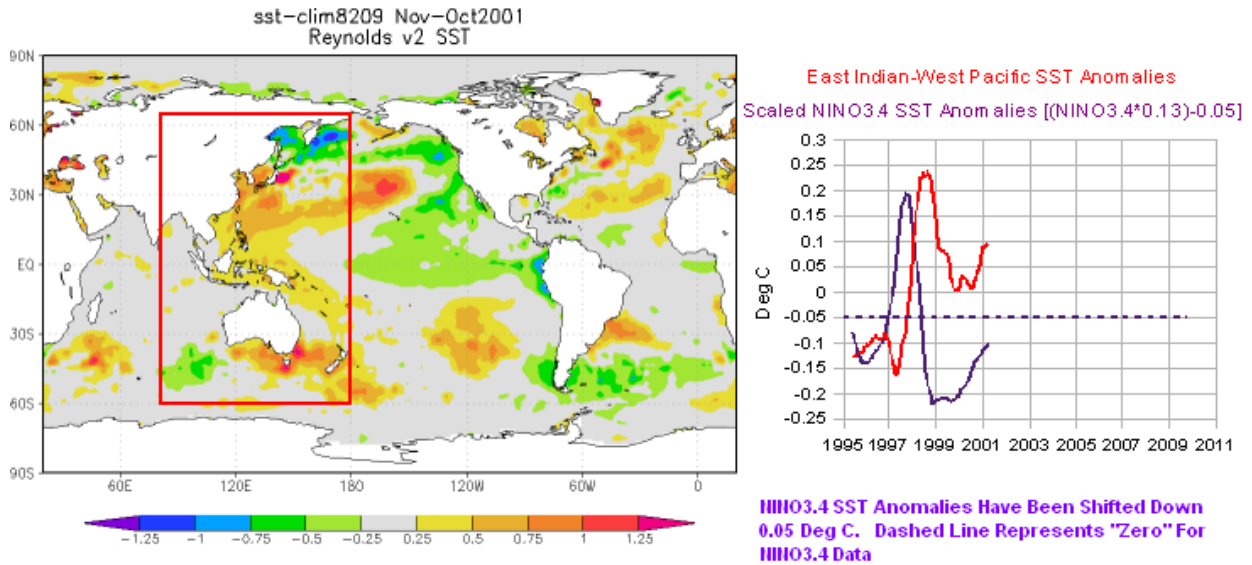 sst-clim8209 Nov-Oct2001
Reynolds v2 SST
90N
60N
30N
EQ
30S
60S
90S
60E 120E 180 120W 60W 0
-1.25 -1 -0.75 -0.5 -0.25 0.25 0.5 0.75 1 1.25
East Indian-West Pacific SST Anomalies
Scaled NINO3.4 SST Anomalies [(NINO3.4*0.13)-0.05]
Deg C
0.3
0.25
0.2
0.15
0.1
0.05
0
-0.05
-0.1
-0.15
-0.2
-0.25
1995 1997 1999 2001 2003 2005 2007 2009 2011
NINO3.4 SST Anomalies Have Been Shifted Down
0.05 Deg C. Dashed Line Represents "Zero" For
NINO3.4 Data